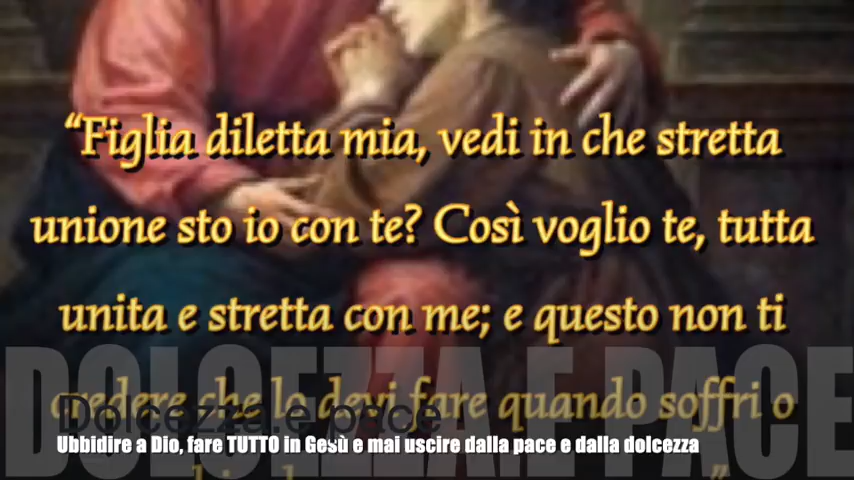 “Figlia diletta mia, vedi in che stretta
unione sto io con te? Così voglio te, tutta
unita e stretta con me; e questo non ti
credere che lo devi fare quando soffri o
DOLCEZZA E PACE
Dolcezza e pace
Ubbidire a Dio, fare TUTTO in Gesù e mai uscire dalla pace e dalla dolcezza